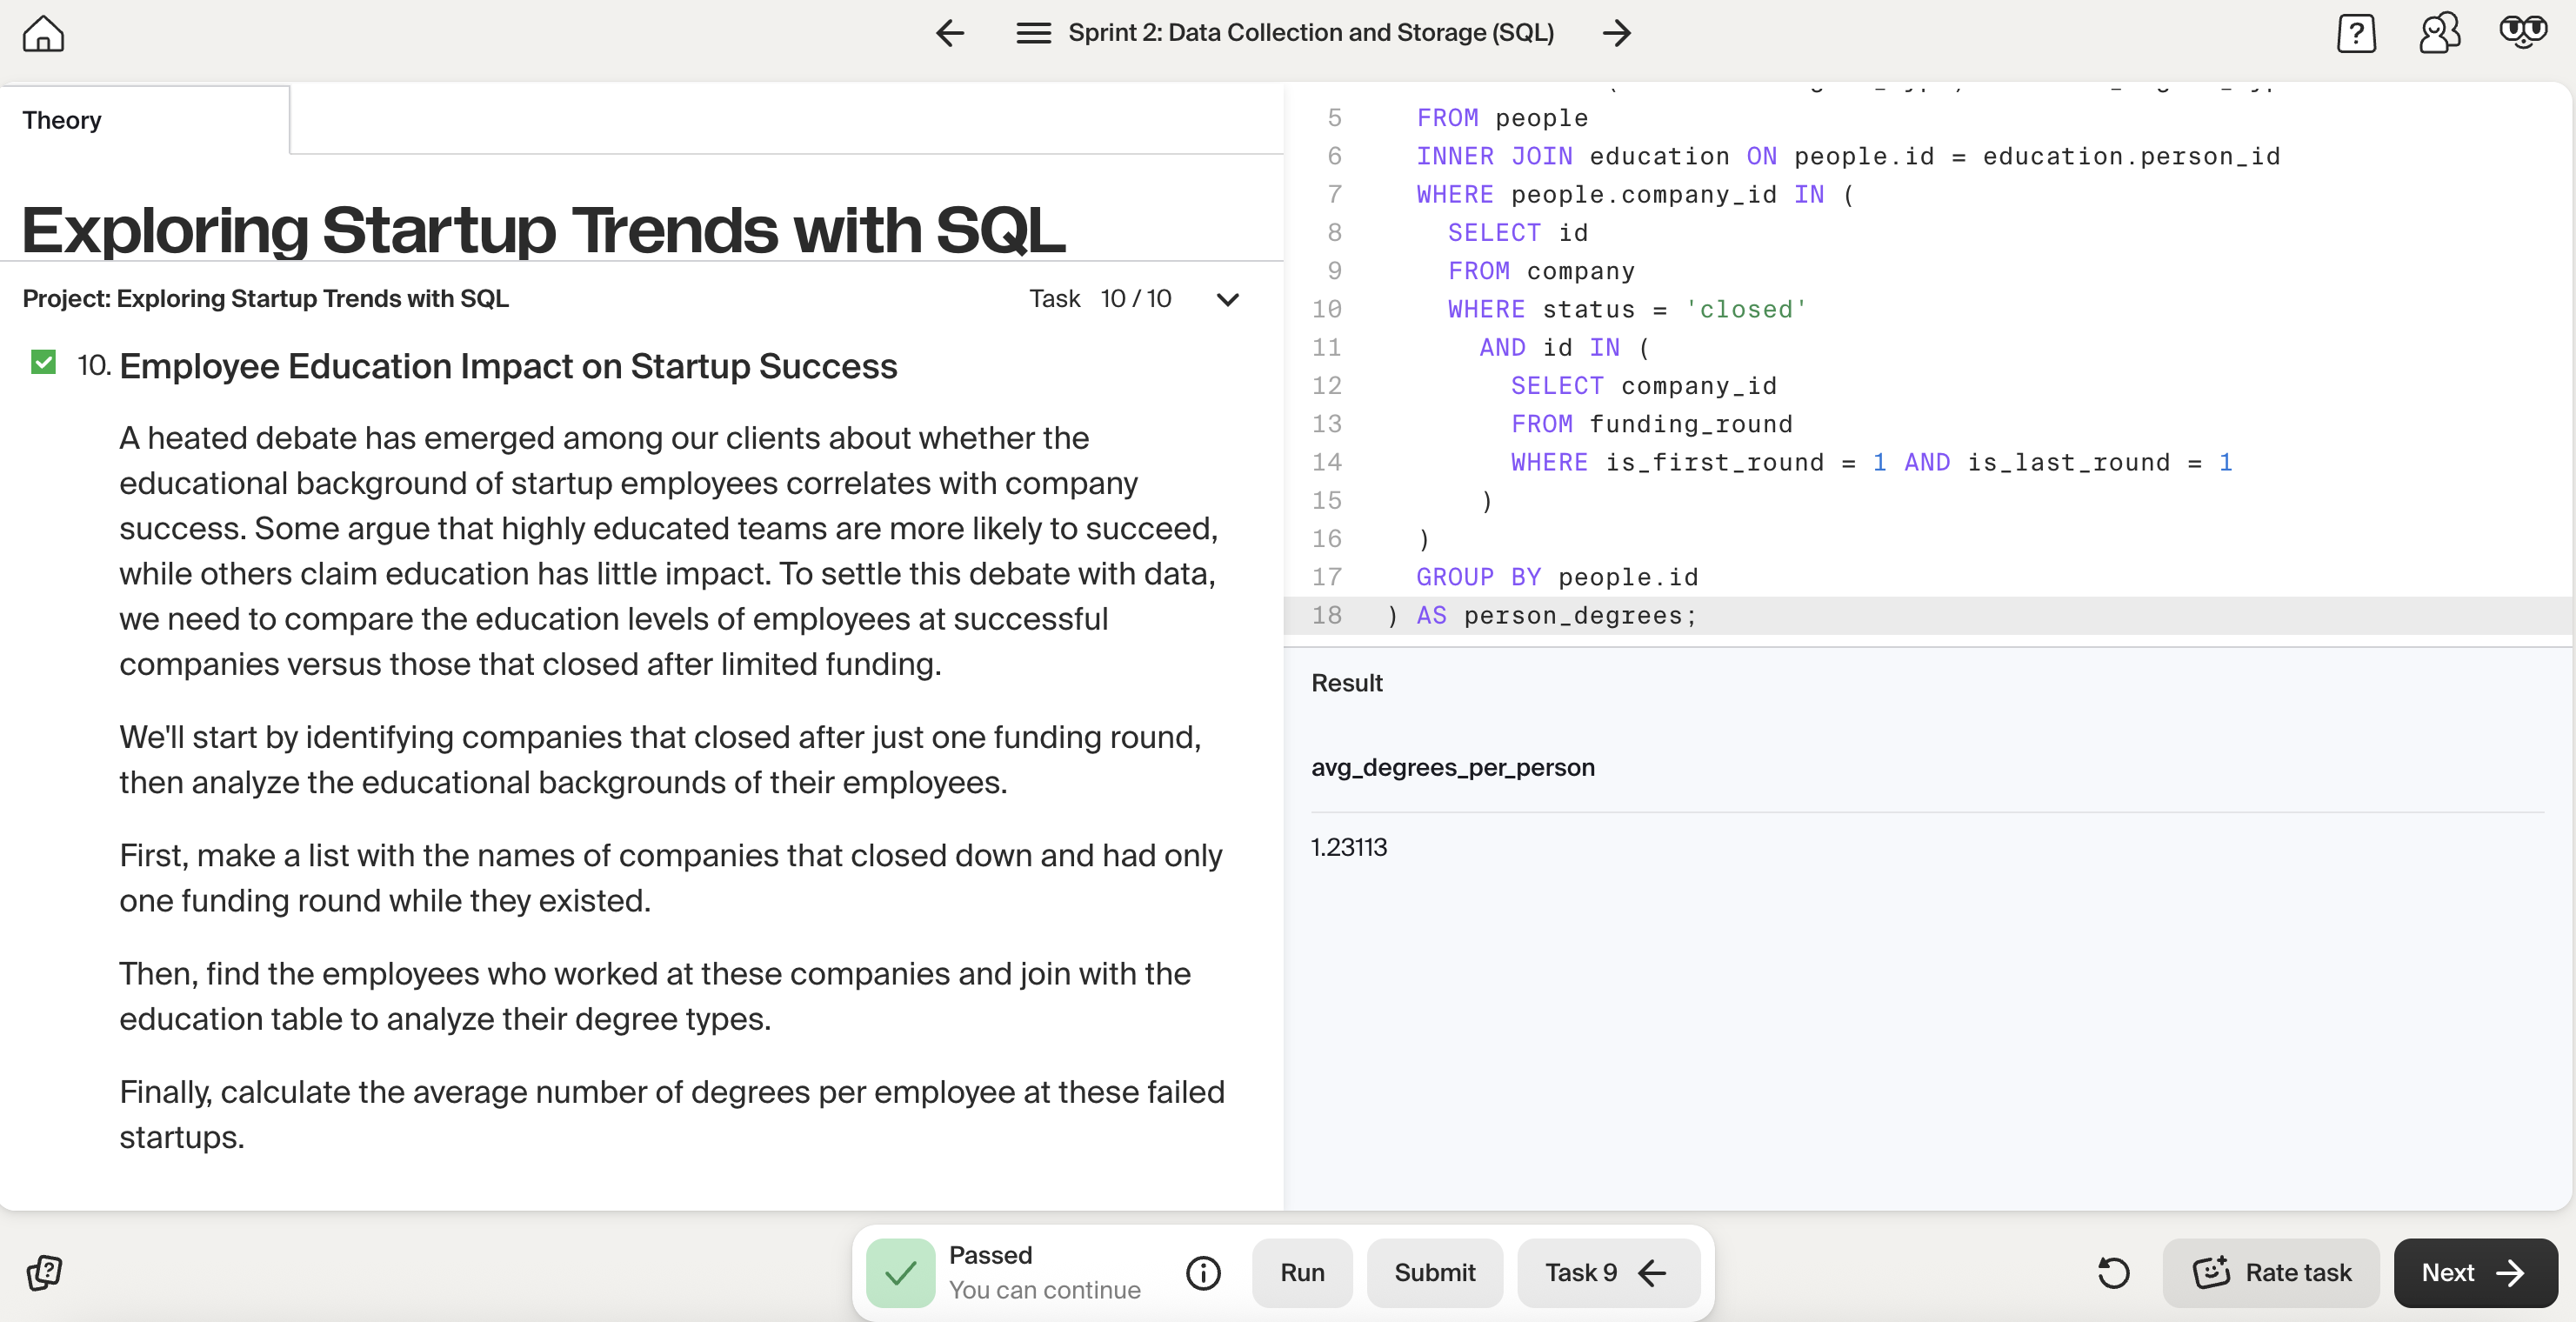 Sprint 2: Data Collection and Storage (SQL)
Theory
Exploring Startup Trends with SQL
Project: Exploring Startup Trends with SQL
Task 10 / 10
10. Employee Education Impact on Startup Success
A heated debate has emerged among our clients about whether the
educational background of startup employees correlates with company
success. Some argue that highly educated teams are more likely to succeed,
while others claim education has little impact. To settle this debate with data,
we need to compare the education levels of employees at successful
companies versus those that closed after limited funding.
We'll start by identifying companies that closed after just one funding round,
then analyze the educational backgrounds of their employees.
First, make a list with the names of companies that closed down and had only
one funding round while they existed.
Then, find the employees who worked at these companies and join with the
education table to analyze their degree types.
Finally, calculate the average number of degrees per employee at these failed
startups.
5 FROM people
6 INNER JOIN education ON people.id = education.person_id
7 WHERE people.company_id IN (
8 SELECT id
9 FROM company
10 WHERE status = 'closed'
11 AND id IN (
12 SELECT company_id
13 FROM funding_round
14 WHERE is_first_round = 1 AND is_last_round = 1
15 )
16 )
17 GROUP BY people.id
18 ) AS person_degrees;
Result
avg_degrees_per_person
1.23113
Passed
You can continue
Run
Submit
Task 9
Rate task
Next